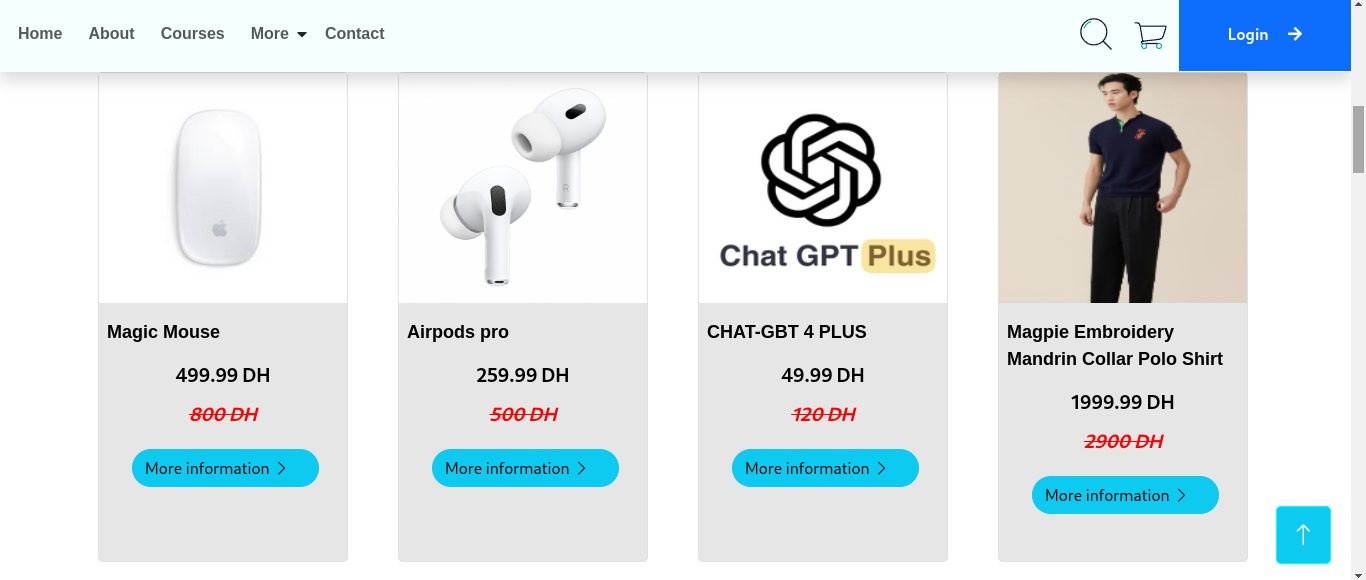 Home About Courses More Contact Login
R
Chat GPT Plus
Magic Mouse
499.99 DH
800 DH
More information
Airpods pro
259.99 DH
500 DH
More information
CHAT-GBT 4 PLUS
49.99 DH
120 DH
More information
Magpie Embroidery
Mandrin Collar Polo Shirt
1999.99 DH
2900 DH
More information